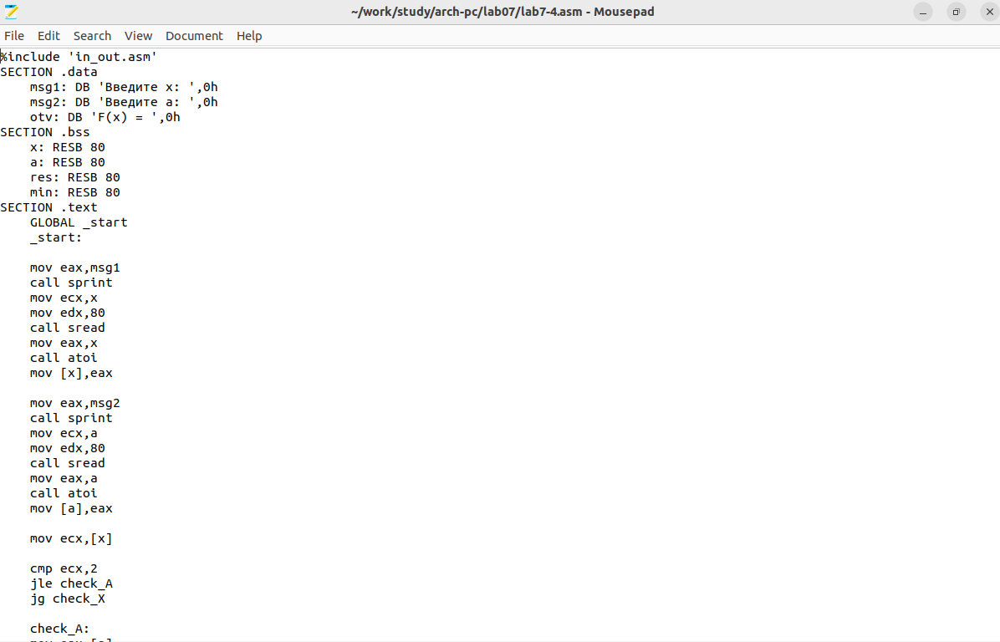 ~/work/study/arch-pc/lab07/lab7-4.asm - Mousepad
File Edit Search View Document Help
%include 'in_out.asm'
SECTION .data
    msg1: DB 'Введите x: ',0h
    msg2: DB 'Введите a: ',0h
    otv: DB 'F(x) = ',0h
SECTION .bss
    x: RESB 80
    a: RESB 80
    res: RESB 80
    min: RESB 80
SECTION .text
    GLOBAL _start
    _start:

    mov eax,msg1
    call sprint
    mov ecx,x
    mov edx,80
    call sread
    mov eax,x
    call atoi
    mov [x],eax

    mov eax,msg2
    call sprint
    mov ecx,a
    mov edx,80
    call sread
    mov eax,a
    call atoi
    mov [a],eax

    mov ecx,[x]

    cmp ecx,2
    jle check_A
    jg check_X

    check_A: